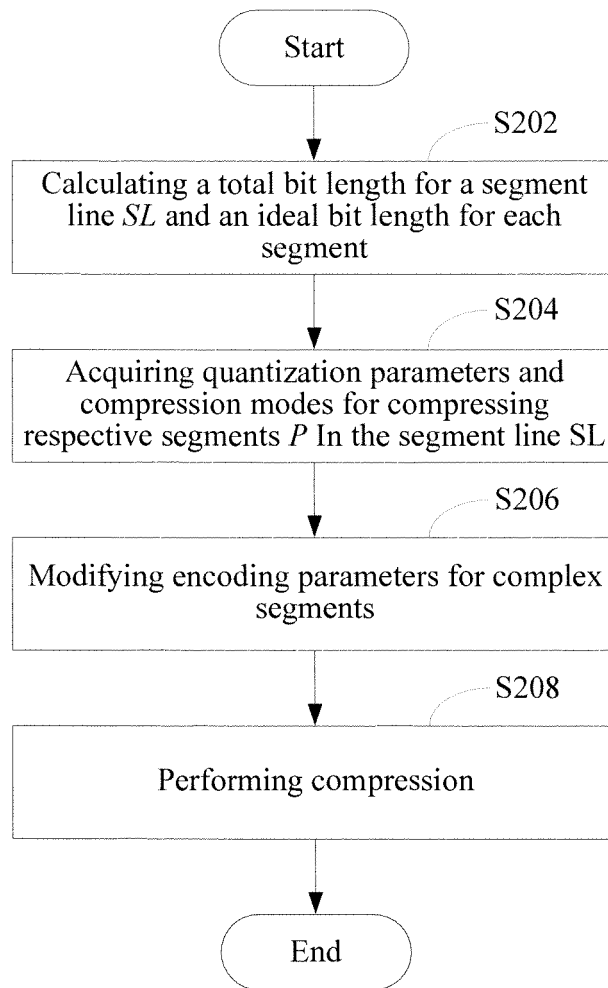 Start
S202
Calculating a total bit length for a segment
line SL and an ideal bit length for each
segment
S204
Acquiring quantization parameters and
compression modes for compressing
respective segments P In the segment line SL
S206
Modifying encoding parameters for complex
segments
S208
Performing compression
End